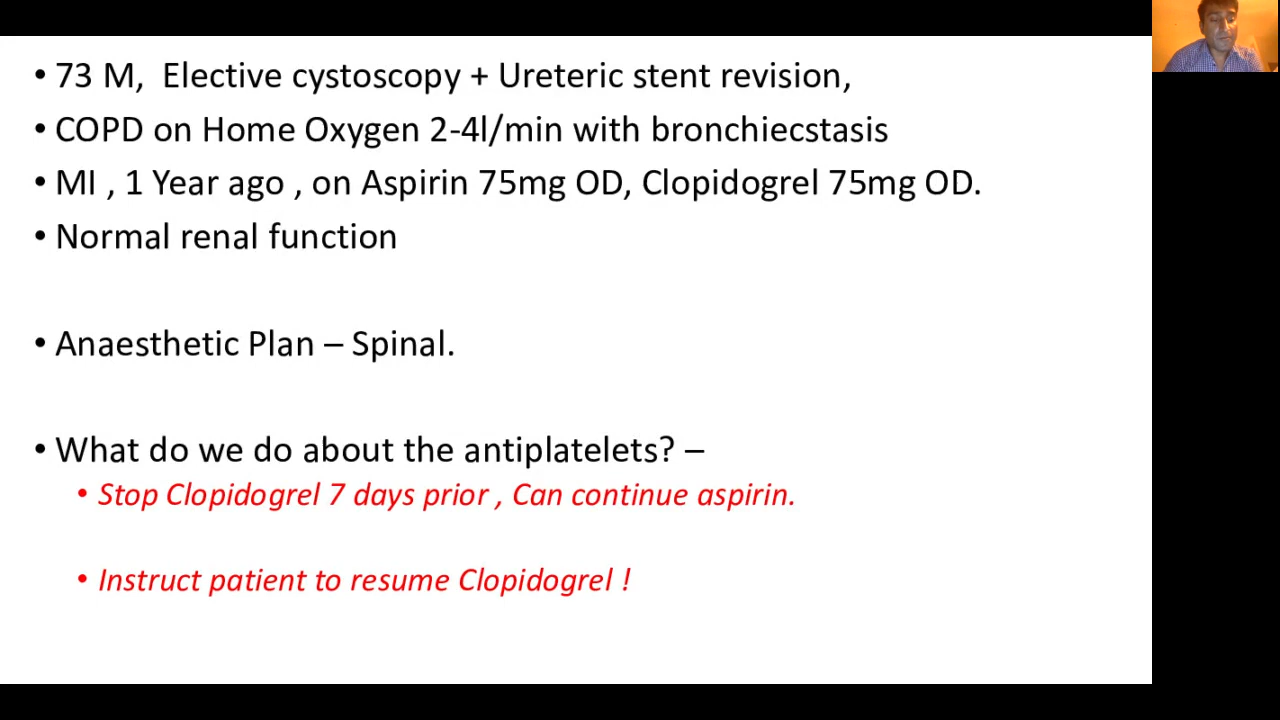 • 73 M, Elective cystoscopy + Ureteric stent revision,
• COPD on Home Oxygen 2-4l/min with bronchiecstasis
• MI , 1 Year ago , on Aspirin 75mg OD, Clopidogrel 75mg OD.
• Normal renal function
• Anaesthetic Plan – Spinal.
• What do we do about the antiplatelets? –
• Stop Clopidogrel 7 days prior , Can continue aspirin.
• Instruct patient to resume Clopidogrel !